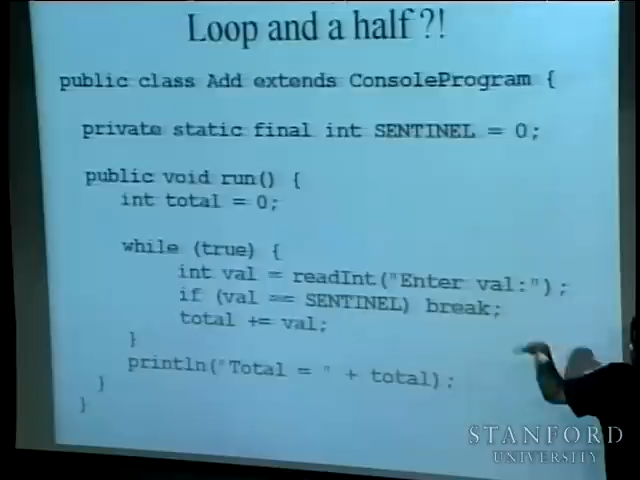 Loop and a half?!
public class Add extends ConsoleProgram {
private static final int SENTINEL = 0;
public void run() {
int total = 0;
while (true) {
int val = readInt("Enter val:");
if (val == SENTINEL) break;
total += val;
}
println("Total = " + total);
}
}
STANFORD
UNIVERSITY